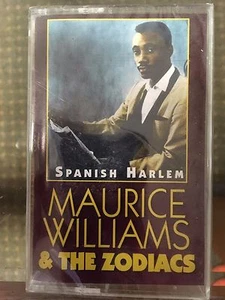 SPANISH HARLEM
MAURICE
WILLIAMS
& THE ZODIACS